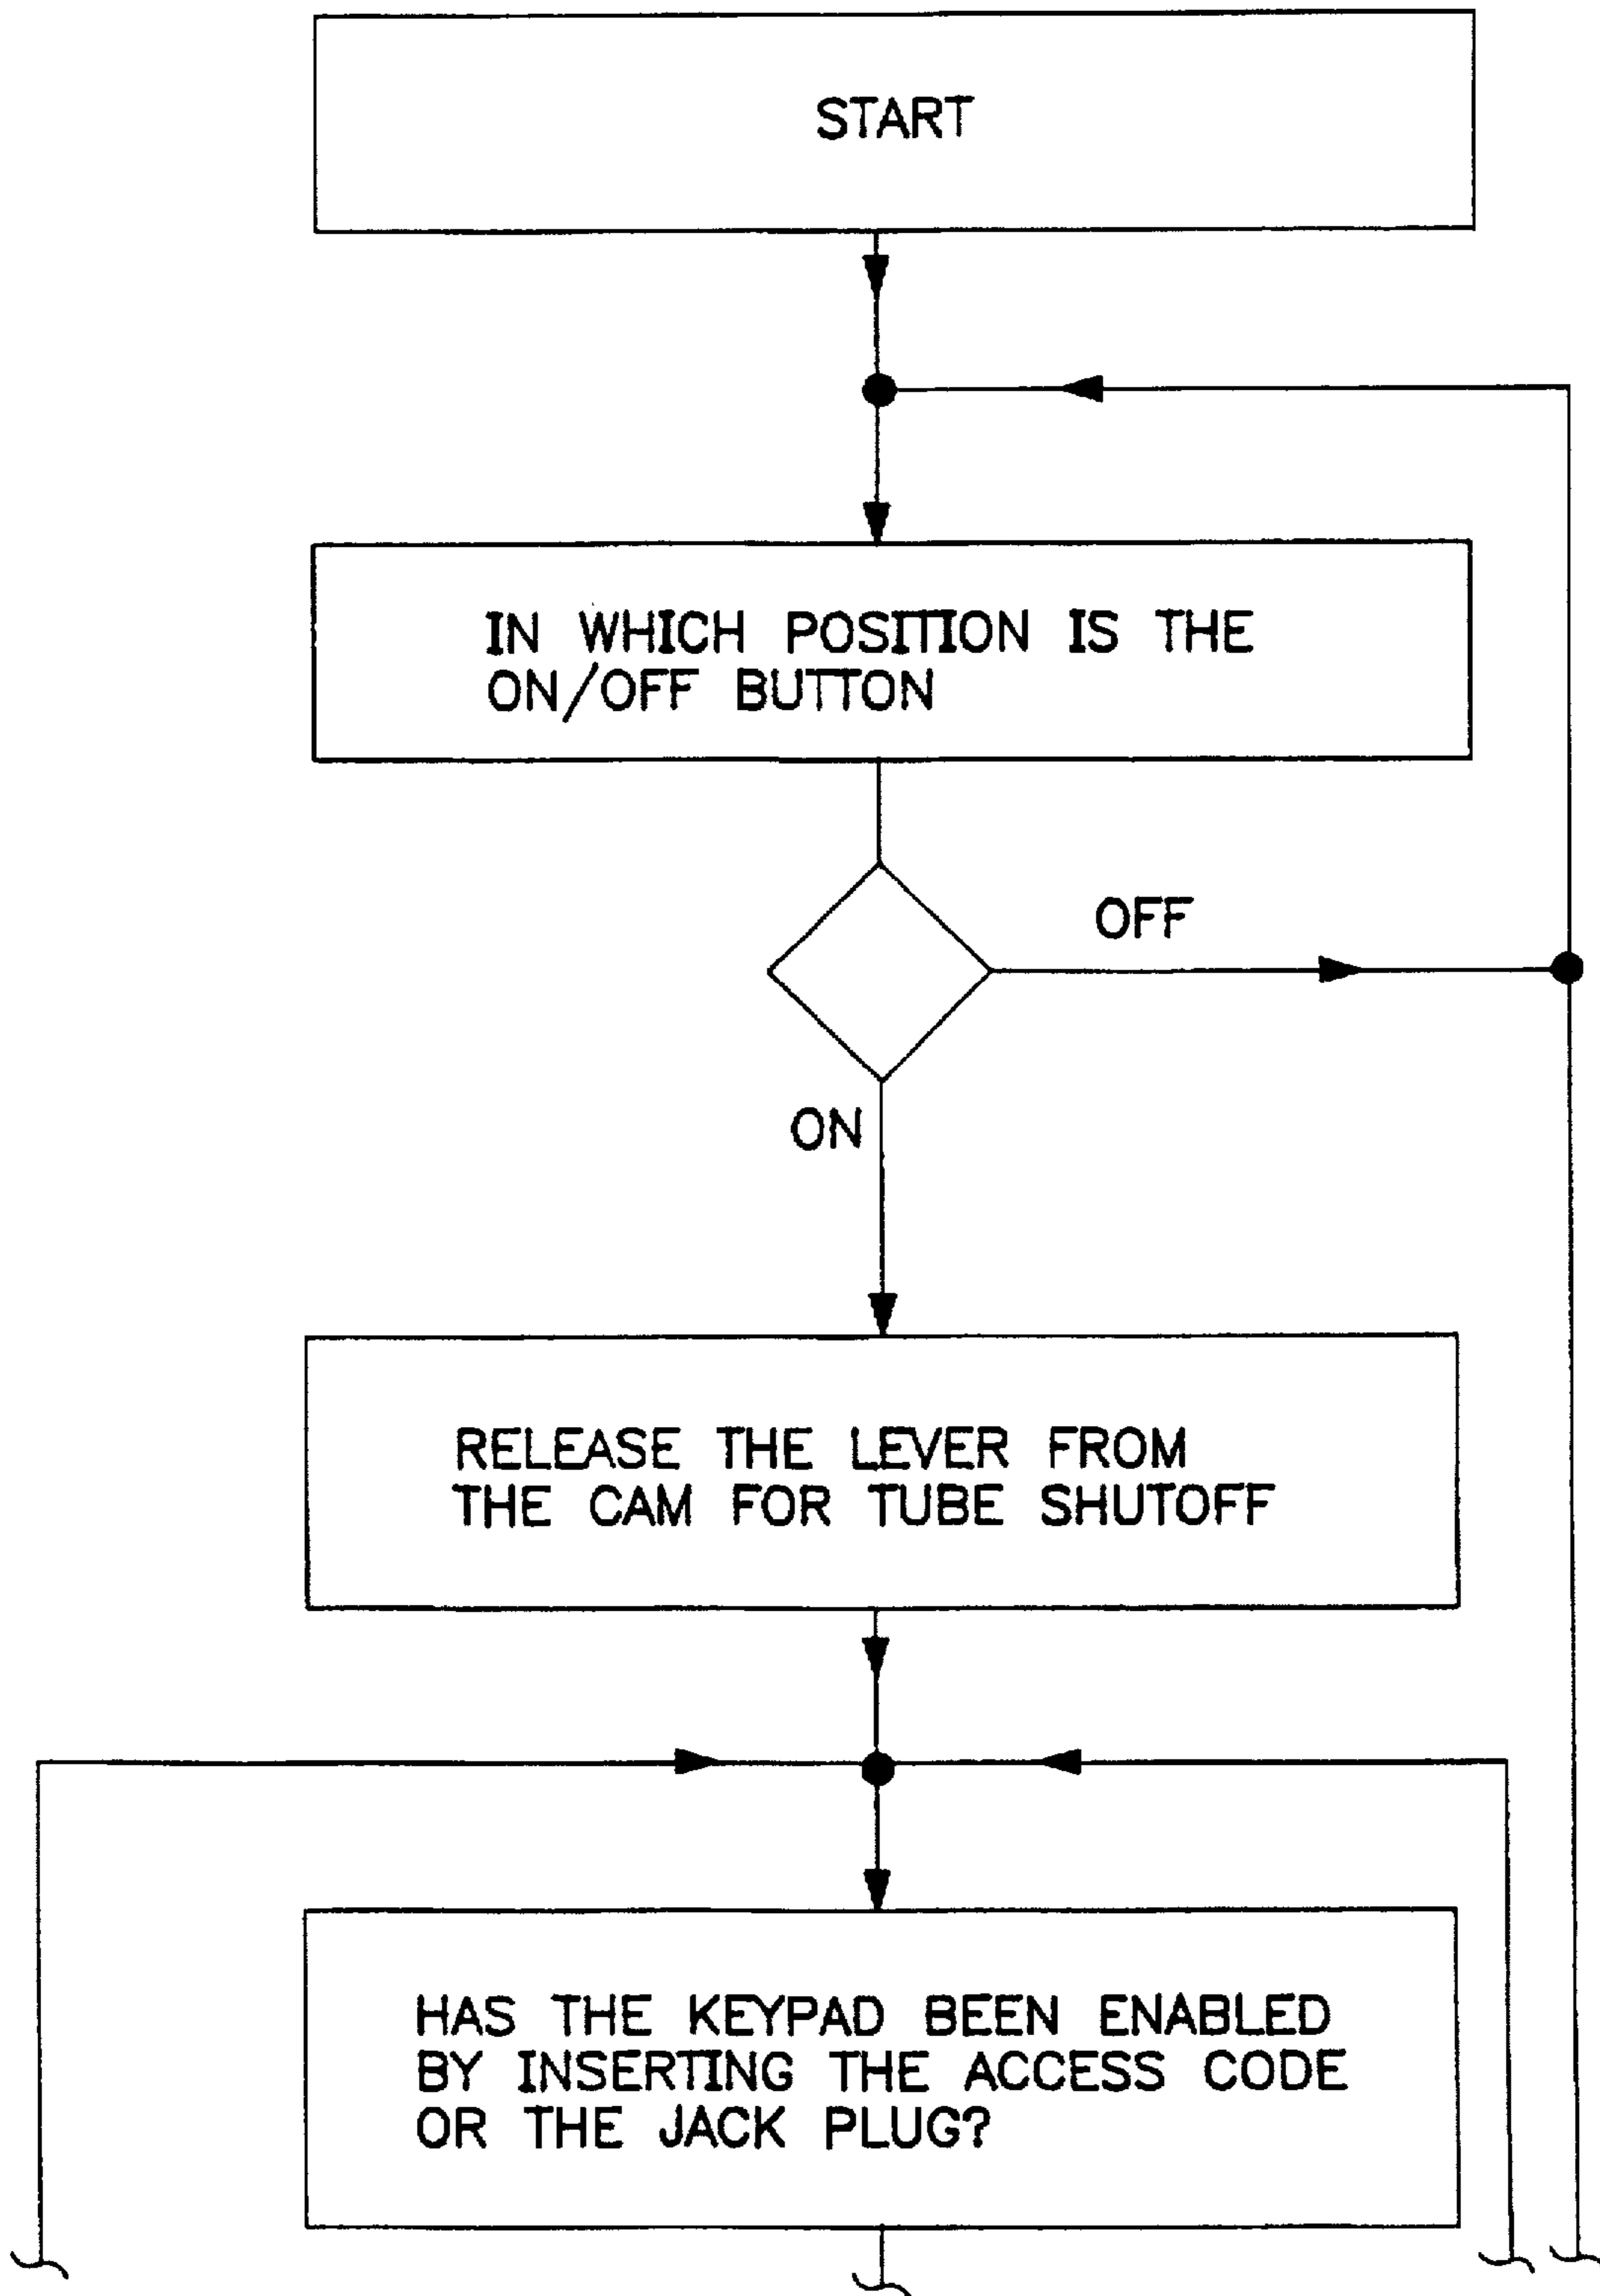 START
IN WHICH POSITION IS THE
ON/OFF BUTTON
OFF
ON
RELEASE THE LEVER FROM
THE CAM FOR TUBE SHUTOFF
HAS THE KEYPAD BEEN ENABLED
BY INSERTING THE ACCESS CODE
OR THE JACK PLUG?